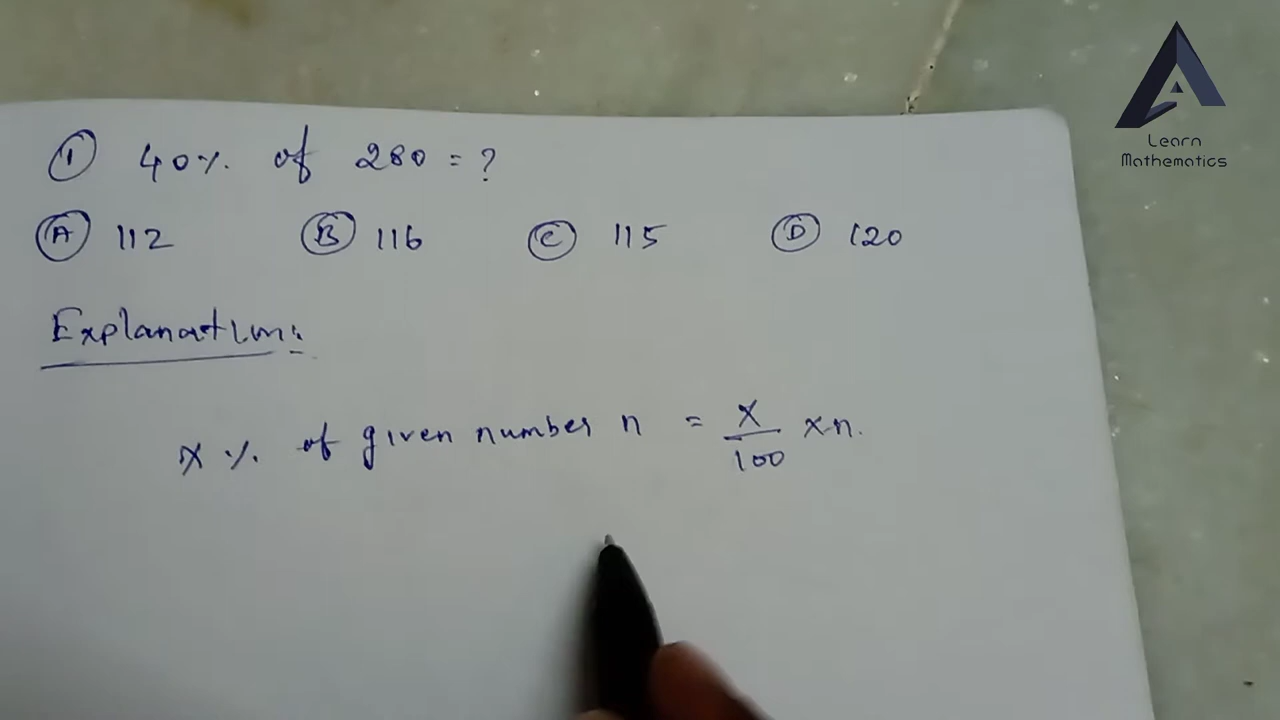 ① 40% of 280 = ?
Ⓐ 112 Ⓑ 116 Ⓒ 115 Ⓓ 120
Explanation:
x % of given number n = x/100 × n.
Learn
Mathematics